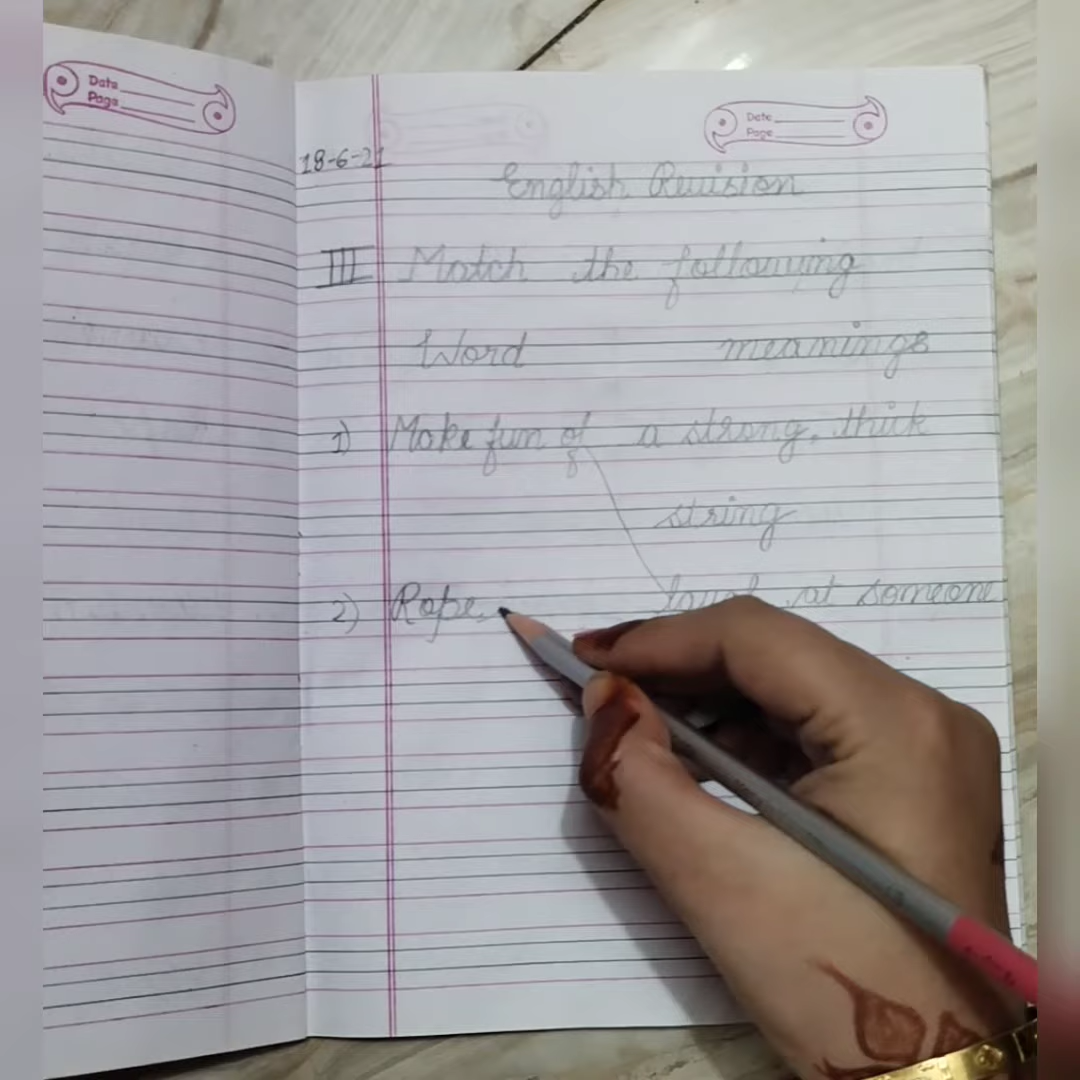 Date
Page
Date
Page
18-6-21
English Revision
III Match the following
Word meanings
1) Make fun of a strong, thick
string
2) Rope laugh at someone